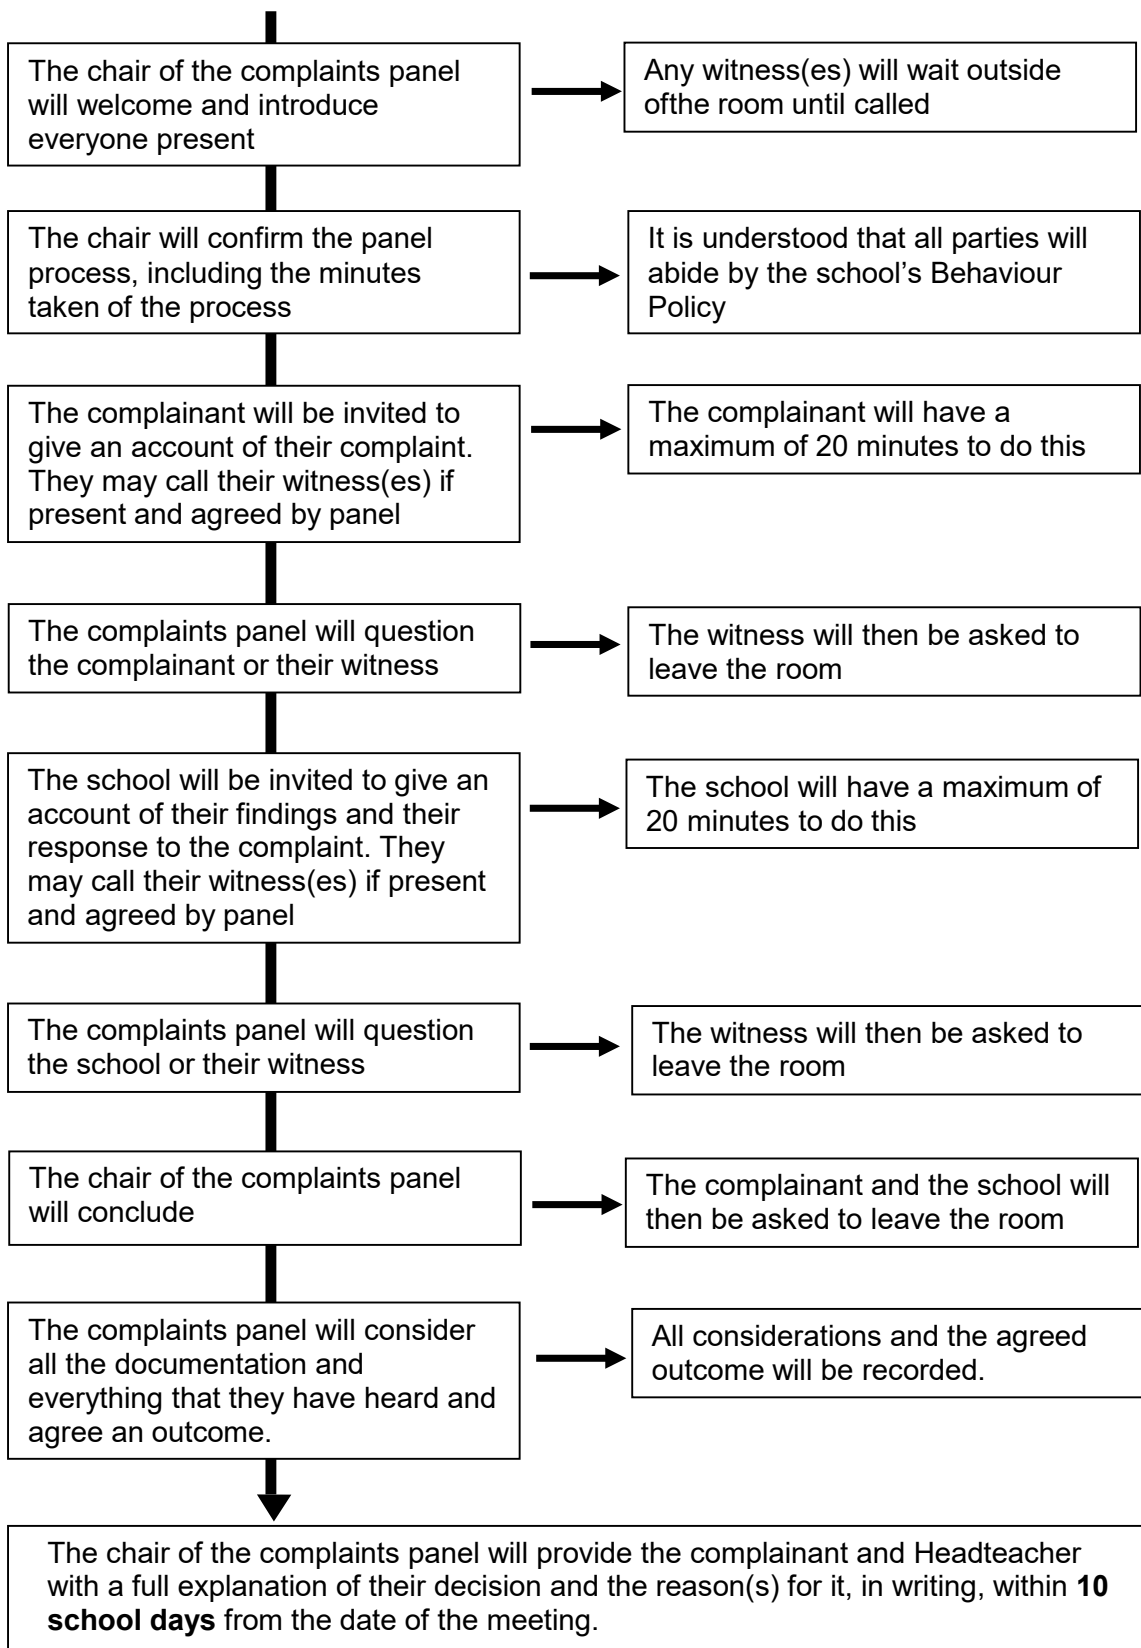 The chair of the complaints panel
will welcome and introduce
everyone present
Any witness(es) will wait outside
ofthe room until called
The chair will confirm the panel
process, including the minutes
taken of the process
It is understood that all parties will
abide by the school's Behaviour
Policy
The complainant will be invited to
give an account of their complaint.
They may call their witness(es) if
present and agreed by panel
The complainant will have a
maximum of 20 minutes to do this
The complaints panel will question
the complainant or their witness
The witness will then be asked to
leave the room
The school will be invited to give an
account of their findings and their
response to the complaint. They
may call their witness(es) if present
and agreed by panel
The school will have a maximum of
20 minutes to do this
The complaints panel will question
the school or their witness
The witness will then be asked to
leave the room
The chair of the complaints panel
will conclude
The complainant and the school will
then be asked to leave the room
The complaints panel will consider
all the documentation and
everything that they have heard and
agree an outcome.
All considerations and the agreed
outcome will be recorded.
The chair of the complaints panel will provide the complainant and Headteacher
with a full explanation of their decision and the reason(s) for it, in writing, within 10
school days from the date of the meeting.